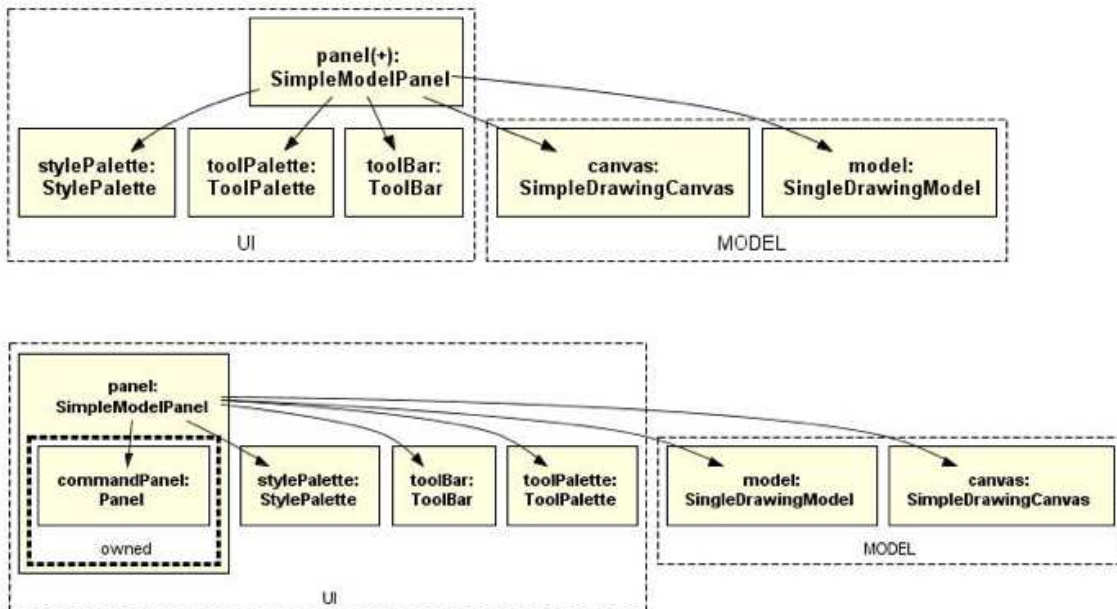 panel(+):
SimpleModelPanel
stylePalette:
StylePalette
toolPalette:
ToolPalette
toolBar:
ToolBar
canvas:
SimpleDrawingCanvas
model:
SingleDrawingModel
UI
MODEL
panel:
SimpleModelPanel
commandPanel:
Panel
owned
stylePalette:
StylePalette
toolBar:
ToolBar
toolPalette:
ToolPalette
model:
SingleDrawingModel
canvas:
SimpleDrawingCanvas
MODEL
UI